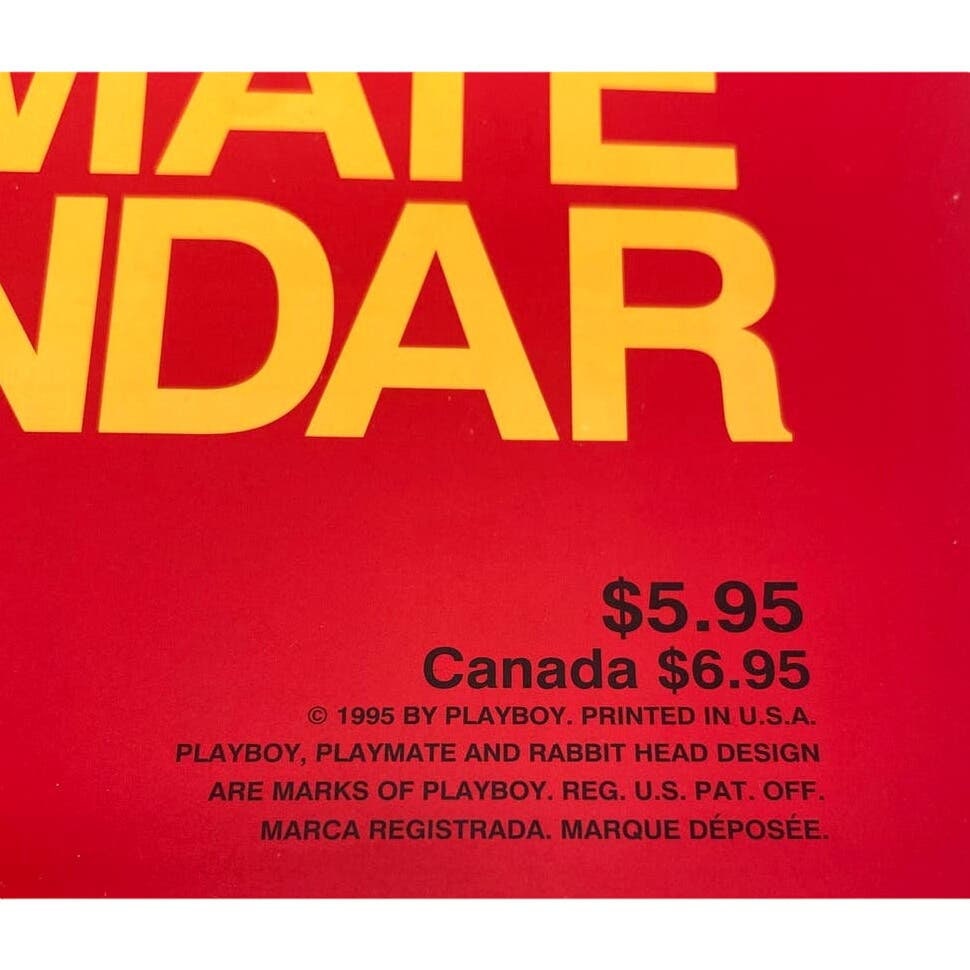 MATE
NDAR
$5.95
Canada $6.95
© 1995 BY PLAYBOY. PRINTED IN U.S.A.
PLAYBOY, PLAYMATE AND RABBIT HEAD DESIGN
ARE MARKS OF PLAYBOY. REG. U.S. PAT. OFF.
MARCA REGISTRADA. MARQUE DÉPOSÉE.